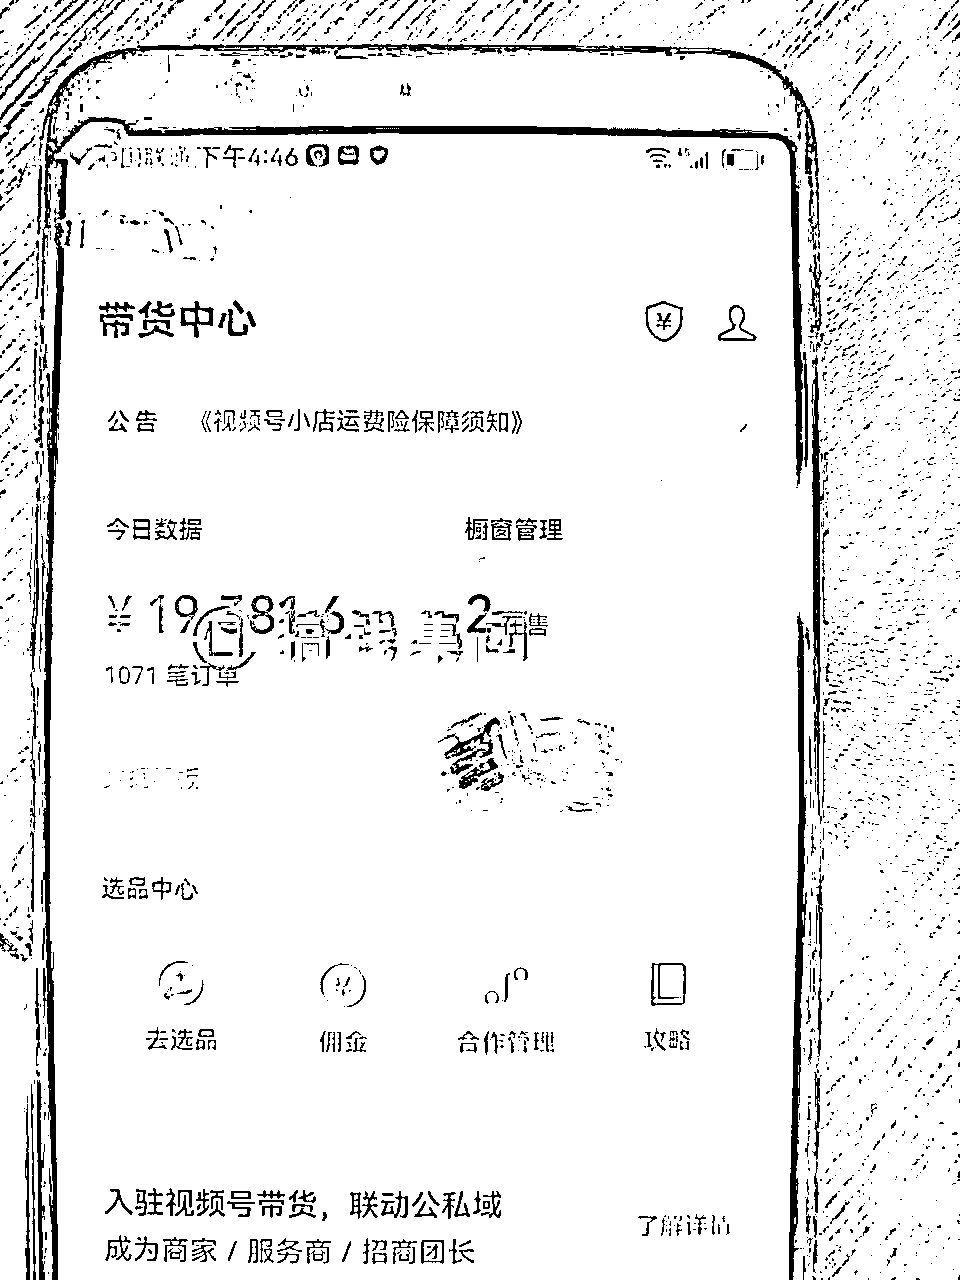 中国联通 下午4:46
带货中心
公告 《视频号小店运费险保障须知》
今日数据 橱窗管理
¥19,381.6 2 在售
搞钱集团
1071 笔订单
选品中心
去选品 佣金 合作管理 攻略
入驻视频号带货，联动公私域
了解详情
成为商家 / 服务商 / 招商团长